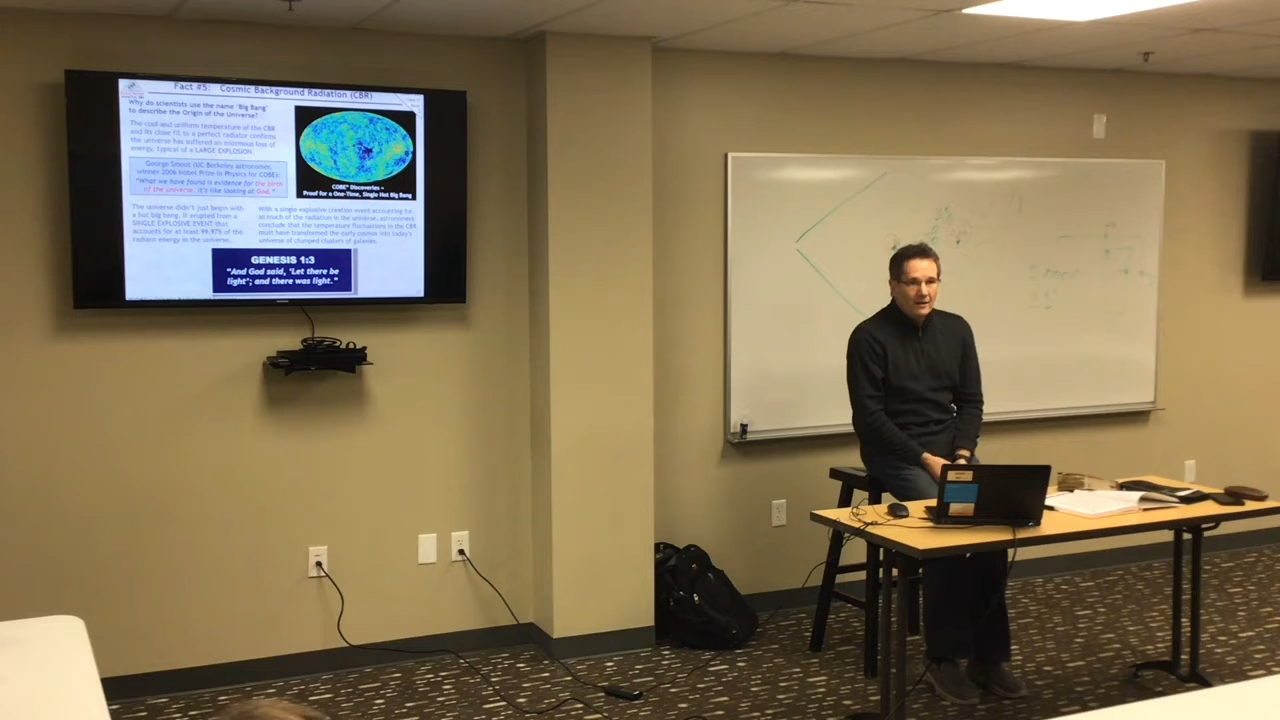 Fact #5: Cosmic Background Radiation (CBR)
Why do scientists use the name 'Big Bang'
to describe the Origin of the Universe?
The cool and uniform temperature of the CBR
and its close fit to a perfect radiator confirms
the universe has suffered an enormous loss of
energy, typical of a LARGE EXPLOSION.
George Smoot (UC Berkeley astronomer,
winner 2006 Nobel Prize in Physics for COBE):
"What we have found is evidence for the birth
of the universe. It's like looking at God."
COBE* Discoveries –
Proof for a One-Time, Single Hot Big Bang
The universe didn't just begin with
a hot big bang. It erupted from a
SINGLE EXPLOSIVE EVENT that
accounts for at least 99.97% of the
radiant energy in the universe.
With a single explosive creation event accounting for
so much of the radiation in the universe, astronomers
conclude that the temperature fluctuations in the CBR
must have transformed the early cosmos into today's
universe of clumped clusters of galaxies.
GENESIS 1:3
"And God said, 'Let there be
light'; and there was light."